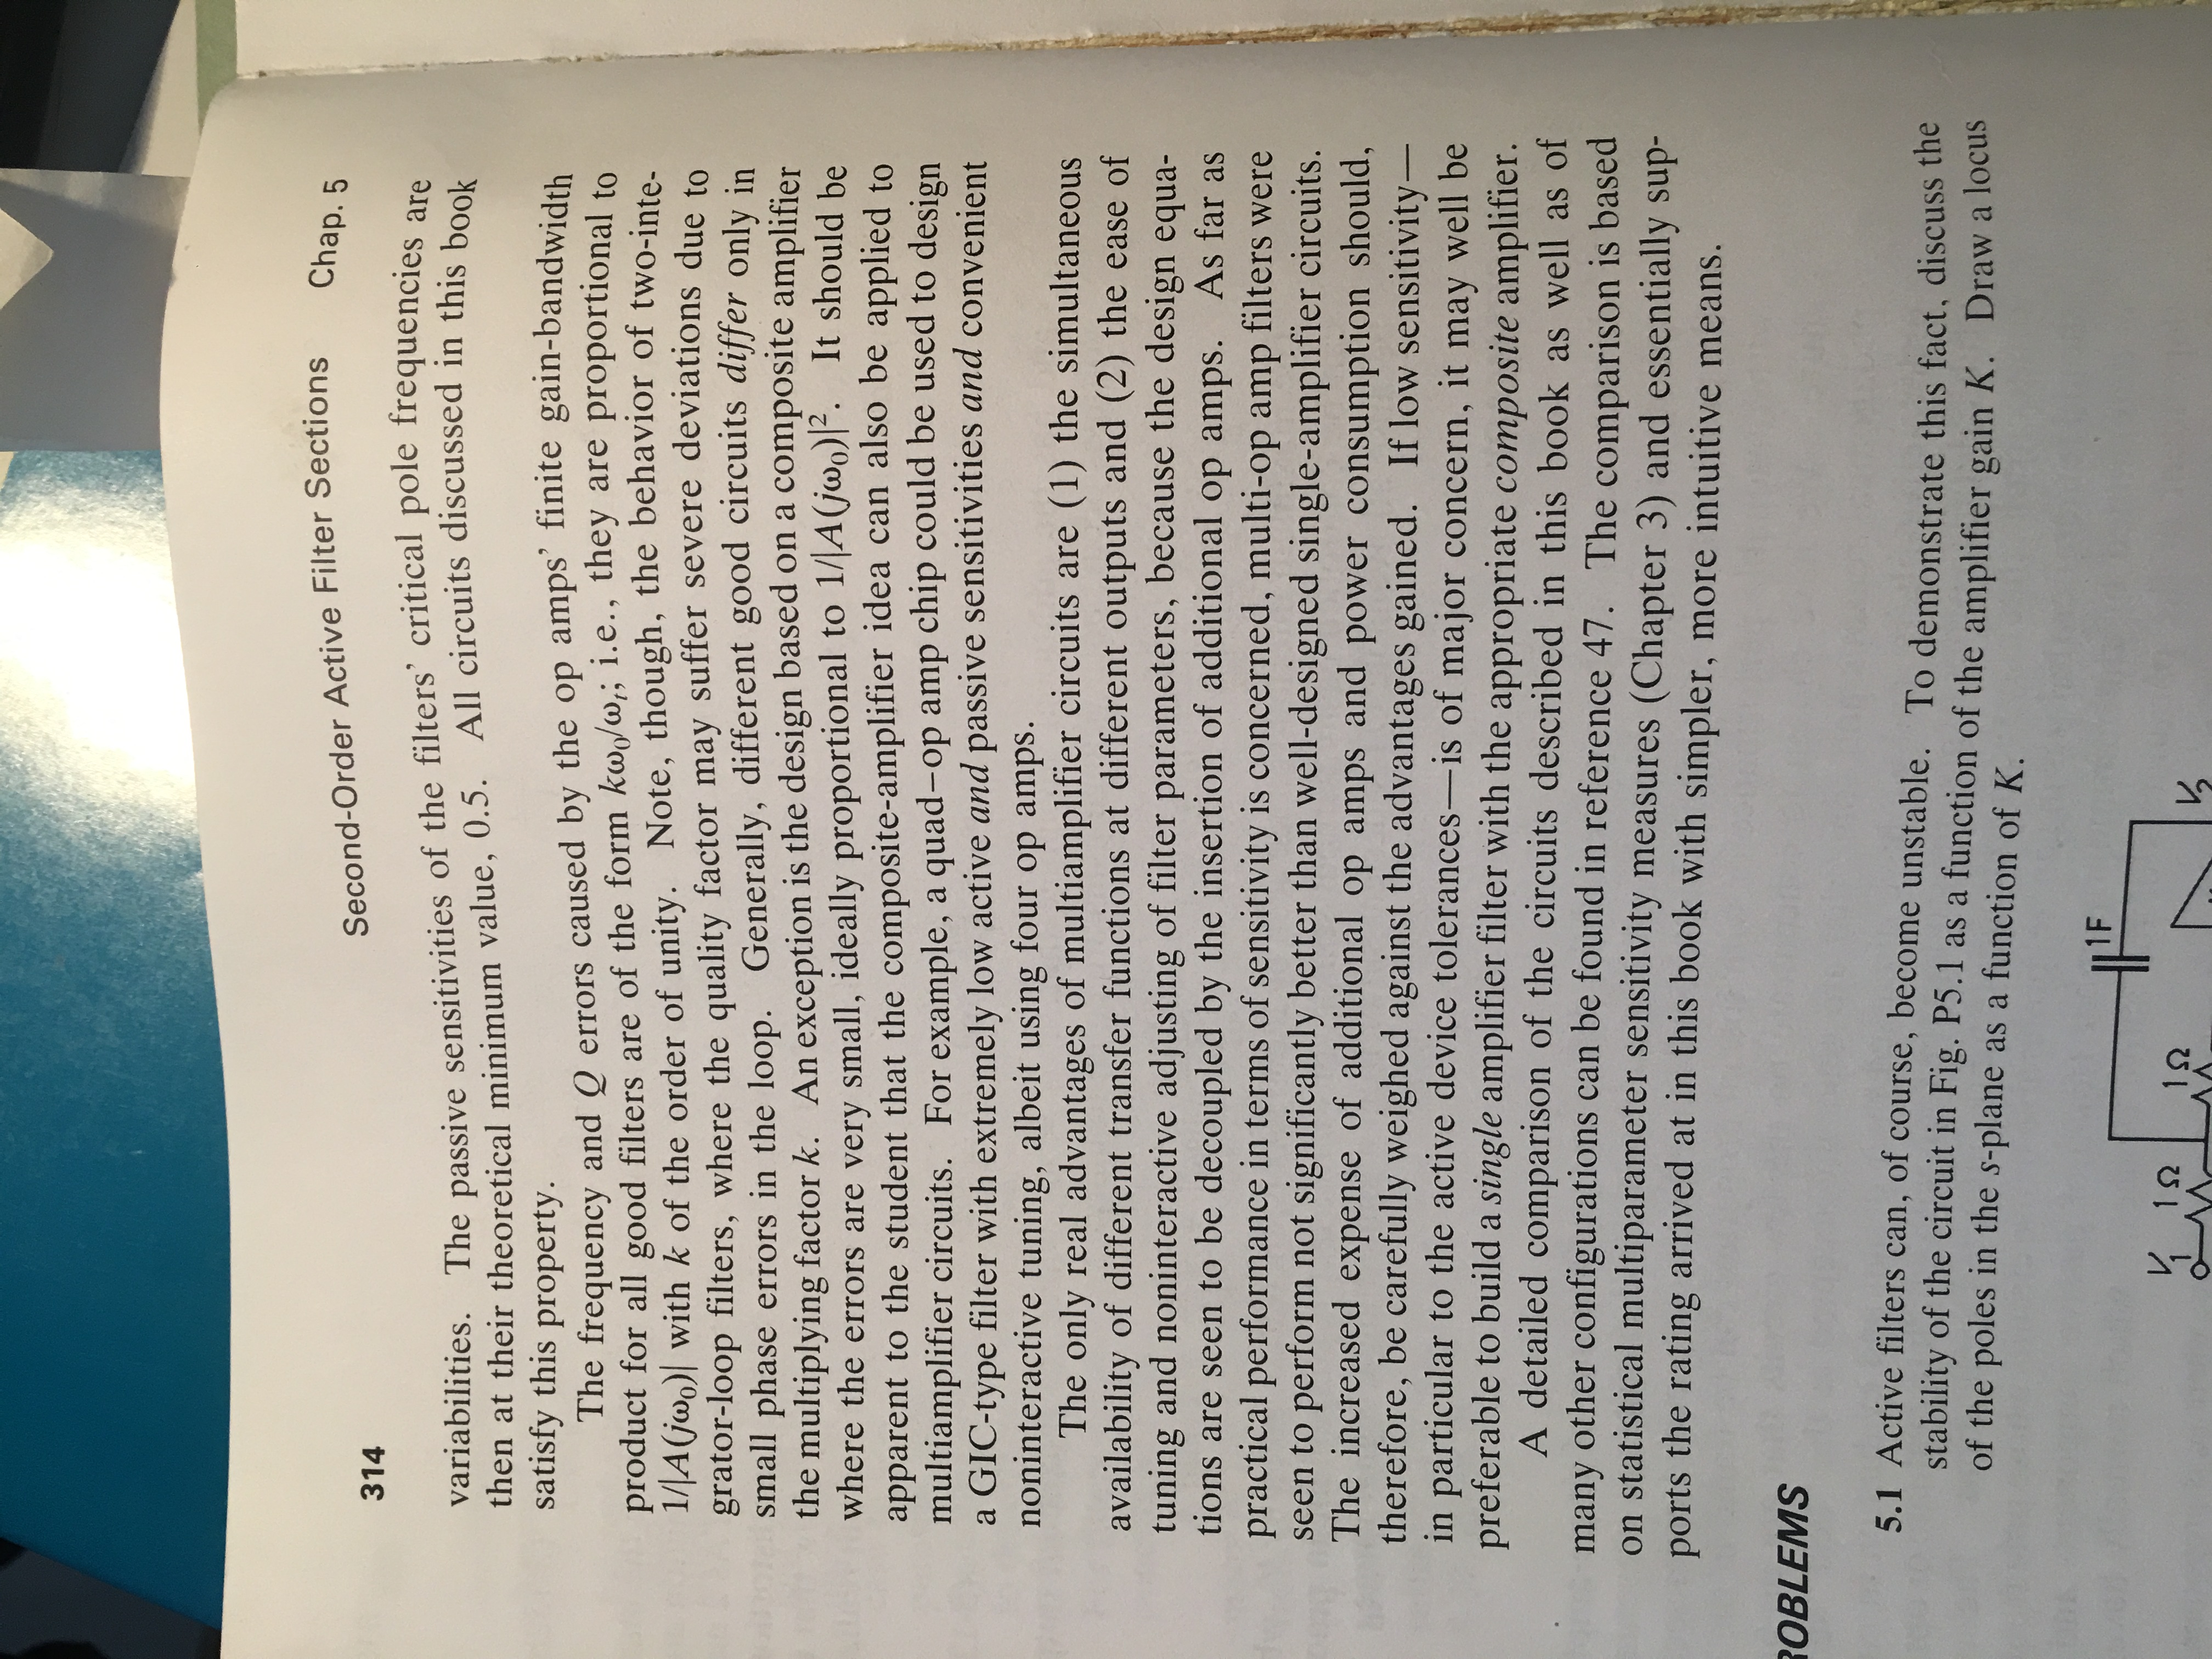 314 Second-Order Active Filter Sections Chap. 5
variabilities. The passive sensitivities of the filters' critical pole frequencies are
then at their theoretical minimum value, 0.5. All circuits discussed in this book
satisfy this property.
The frequency and Q errors caused by the op amps' finite gain-bandwidth
product for all good filters are of the form kω₀/ωₜ; i.e., they are proportional to
1/|A(jω₀)| with k of the order of unity. Note, though, the behavior of two-inte-
grator-loop filters, where the quality factor may suffer severe deviations due to
small phase errors in the loop. Generally, different good circuits differ only in
the multiplying factor k. An exception is the design based on a composite amplifier
where the errors are very small, ideally proportional to 1/|A(jω₀)|². It should be
apparent to the student that the composite-amplifier idea can also be applied to
multiamplifier circuits. For example, a quad–op amp chip could be used to design
a GIC-type filter with extremely low active and passive sensitivities and convenient
noninteractive tuning, albeit using four op amps.
The only real advantages of multiamplifier circuits are (1) the simultaneous
availability of different transfer functions at different outputs and (2) the ease of
tuning and noninteractive adjusting of filter parameters, because the design equa-
tions are seen to be decoupled by the insertion of additional op amps. As far as
practical performance in terms of sensitivity is concerned, multi-op amp filters were
seen to perform not significantly better than well-designed single-amplifier circuits.
The increased expense of additional op amps and power consumption should,
therefore, be carefully weighed against the advantages gained. If low sensitivity—
in particular to the active device tolerances—is of major concern, it may well be
preferable to build a single amplifier filter with the appropriate composite amplifier.
A detailed comparison of the circuits described in this book as well as of
many other configurations can be found in reference 47. The comparison is based
on statistical multiparameter sensitivity measures (Chapter 3) and essentially sup-
ports the rating arrived at in this book with simpler, more intuitive means.
ROBLEMS
5.1 Active filters can, of course, become unstable. To demonstrate this fact, discuss the
stability of the circuit in Fig. P5.1 as a function of the amplifier gain K. Draw a locus
of the poles in the s-plane as a function of K.
1F
V₁ 1Ω 1Ω V₂